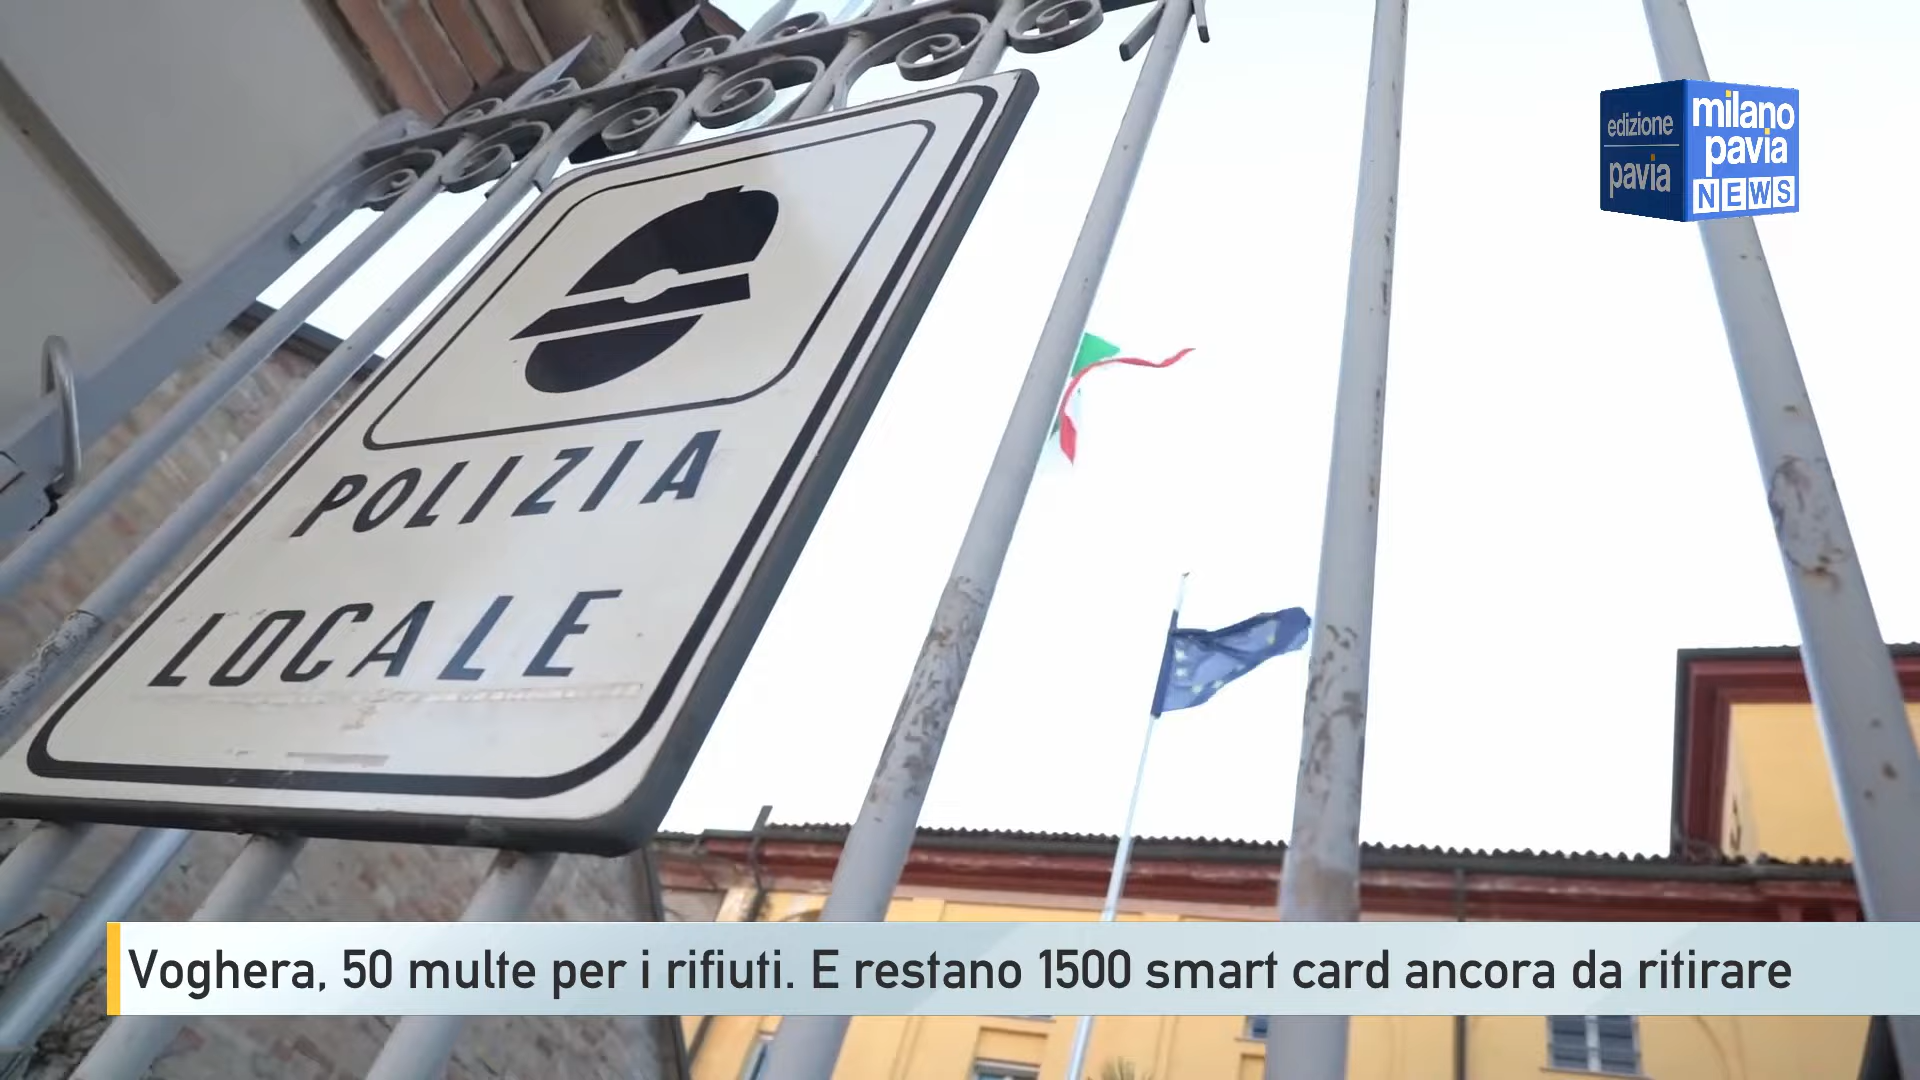 edizione
pavia
milano
pavia
NEWS
POLIZIA
LOCALE
Voghera, 50 multe per i rifiuti. E restano 1500 smart card ancora da ritirare